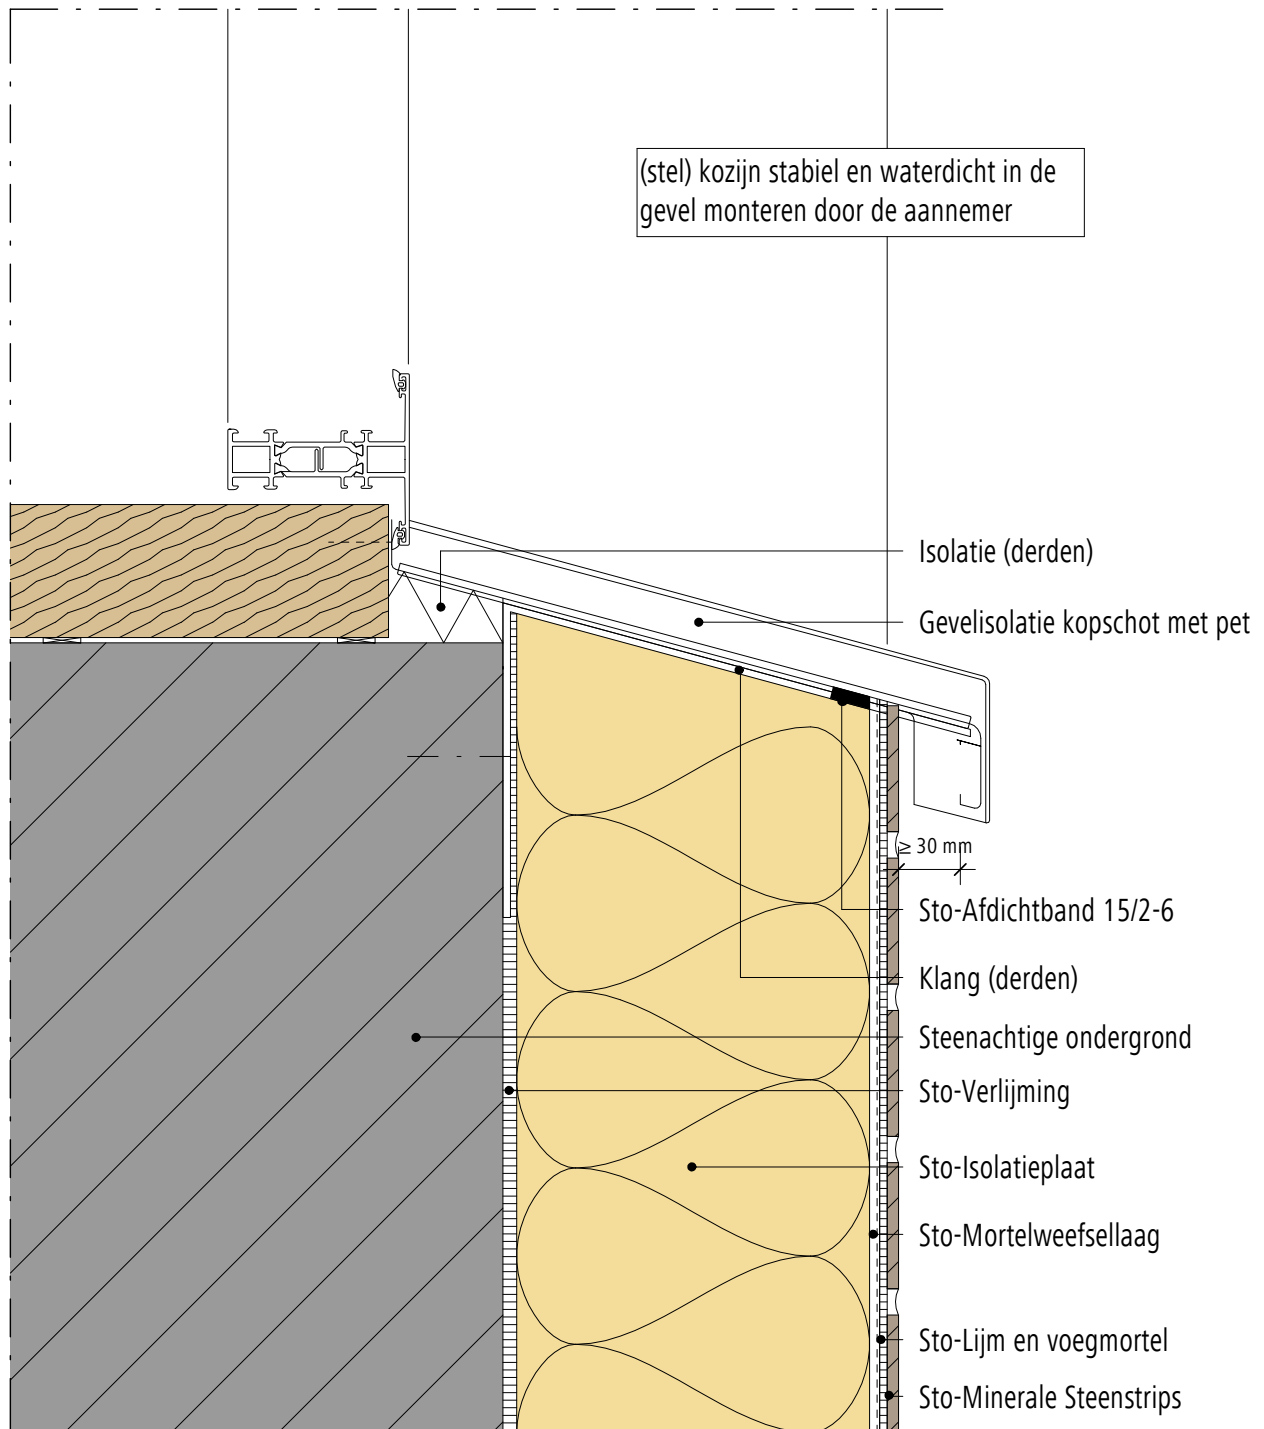 (stel) kozijn stabiel en waterdicht in de
gevel monteren door de aannemer
Isolatie (derden)
Gevelisolatie kopschot met pet
≥ 30 mm
Sto-Afdichtband 15/2-6
Klang (derden)
Steenachtige ondergrond
Sto-Verlijming
Sto-Isolatieplaat
Sto-Mortelweefsellaag
Sto-Lijm en voegmortel
Sto-Minerale Steenstrips